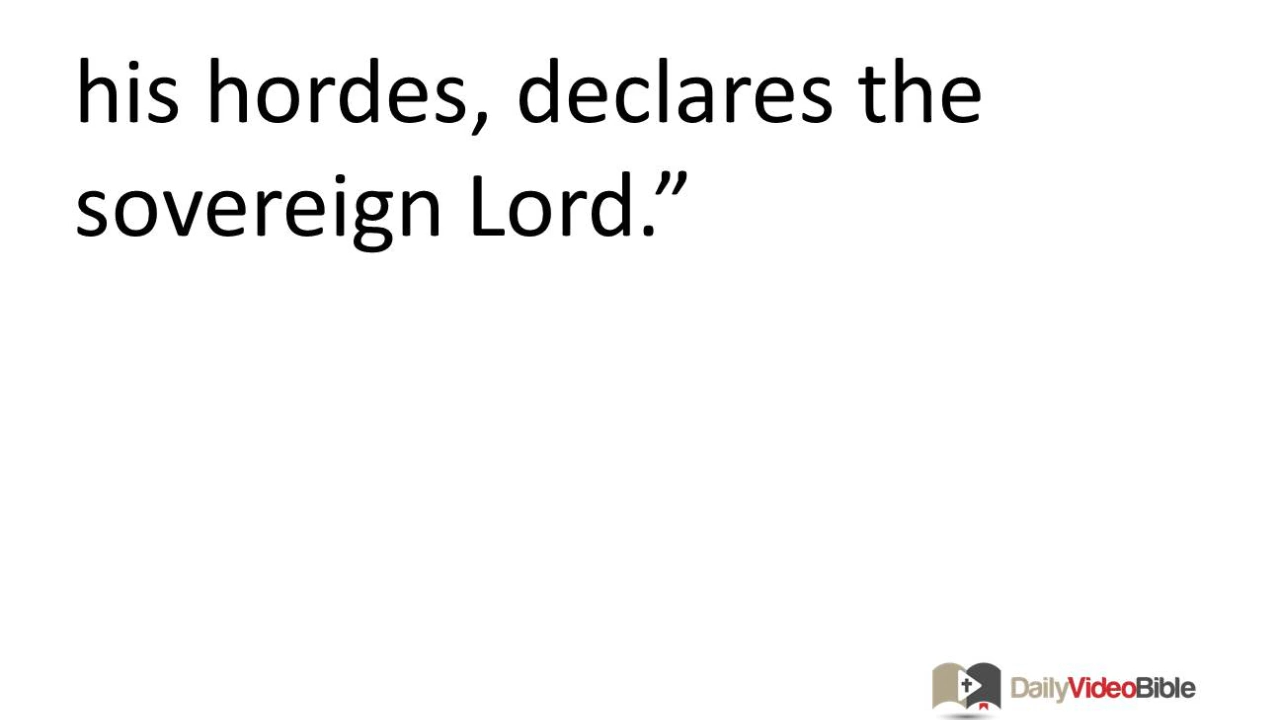 his hordes, declares the
sovereign Lord.”
DailyVideoBible